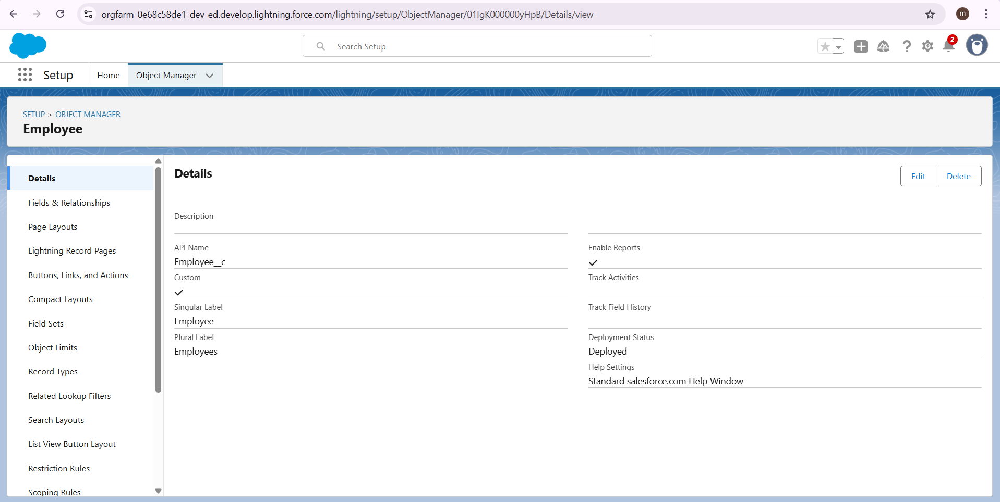 orgfarm-0e68c58de1-dev-ed.develop.lightning.force.com/lightning/setup/ObjectManager/01IgK000000yHpB/Details/view
m
Search Setup
2
Setup
Home
Object Manager
SETUP > OBJECT MANAGER
Employee
Details
Fields & Relationships
Page Layouts
Lightning Record Pages
Buttons, Links, and Actions
Compact Layouts
Field Sets
Object Limits
Record Types
Related Lookup Filters
Search Layouts
List View Button Layout
Restriction Rules
Scoping Rules
Details
Edit
Delete
Description
API Name
Employee__c
Custom
Singular Label
Employee
Plural Label
Employees
Enable Reports
Track Activities
Track Field History
Deployment Status
Deployed
Help Settings
Standard salesforce.com Help Window